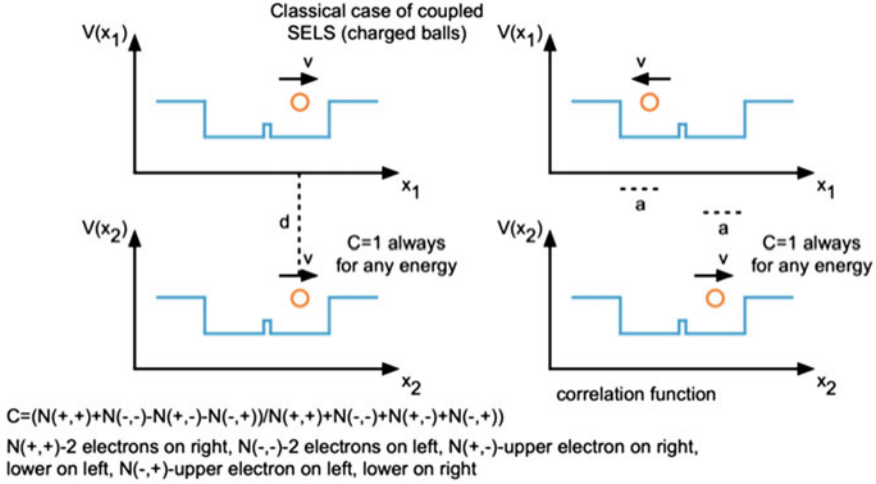 Classical case of coupled
SELS (charged balls)
V(x1)
v
x1
V(x1)
v
x1
d
a
a
V(x2)
v
C=1 always
for any energy
x2
V(x2)
v
C=1 always
for any energy
x2
correlation function
C=(N(+,+)+N(-,-)-N(+,-)-N(-,+))/N(+,+)+N(-,-)+N(+,-)+N(-,+))
N(+,+)-2 electrons on right, N(-,-)-2 electrons on left, N(+,-)-upper electron on right,
lower on left, N(-,+)-upper electron on left, lower on right